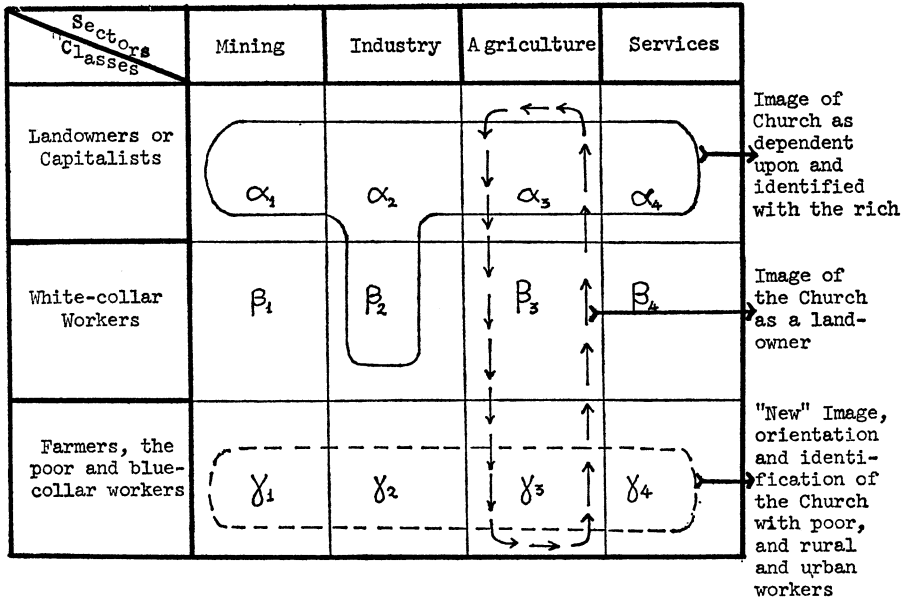 Sectors
"Classes
Mining
Industry
Agriculture
Services
Landowners or
Capitalists
α1
α2
α3
α4
Image of
Church as
dependent
upon and
identified
with the rich
White-collar
Workers
β1
β2
β3
β4
Image of
the Church
as a land-
owner
Farmers, the
poor and blue-
collar workers
γ1
γ2
γ3
γ4
"New" Image,
orientation
and identi-
fication of
the Church
with poor,
and rural
and urban
workers